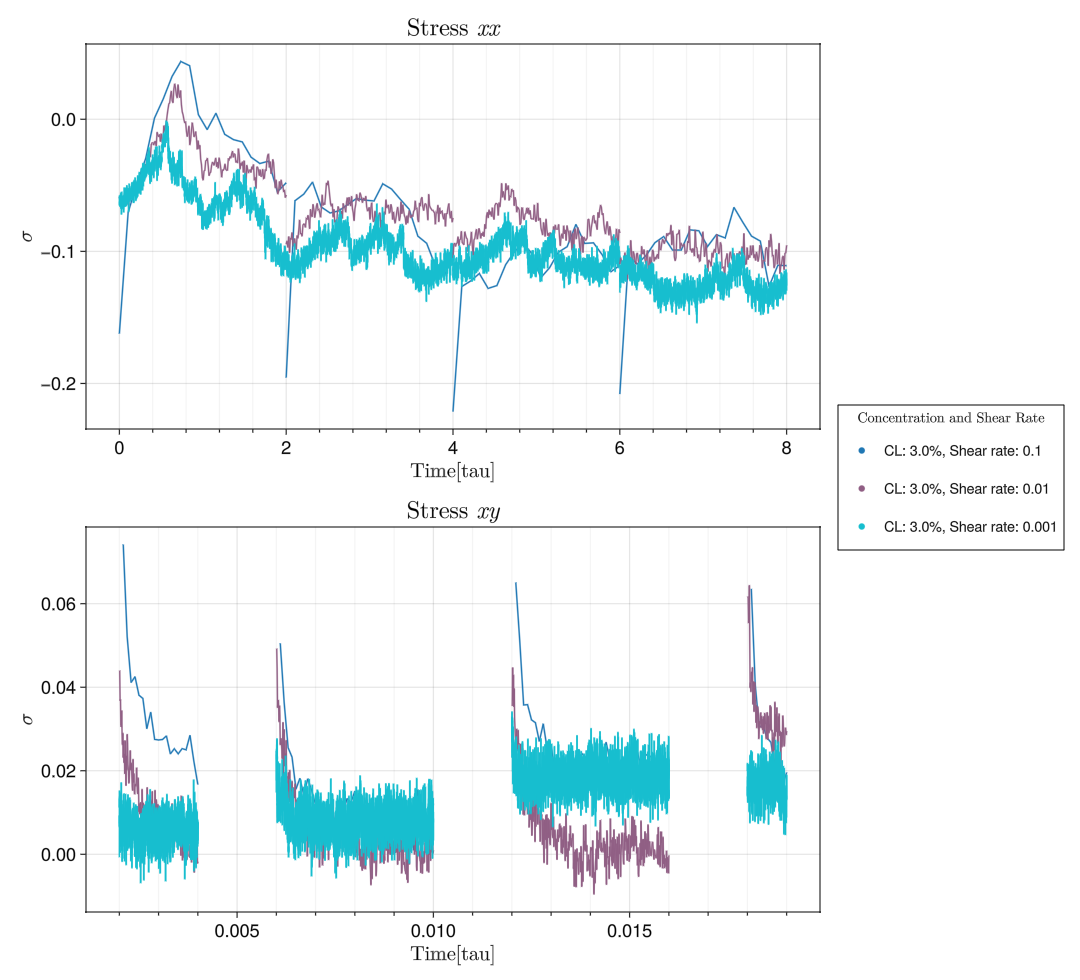 Stress xx
0.0
−0.1
−0.2
σ
0 2 4 6 8
Time[tau]
Concentration and Shear Rate
CL: 3.0%, Shear rate: 0.1
CL: 3.0%, Shear rate: 0.01
CL: 3.0%, Shear rate: 0.001
Stress xy
0.06
0.04
0.02
0.00
σ
0.005 0.010 0.015
Time[tau]